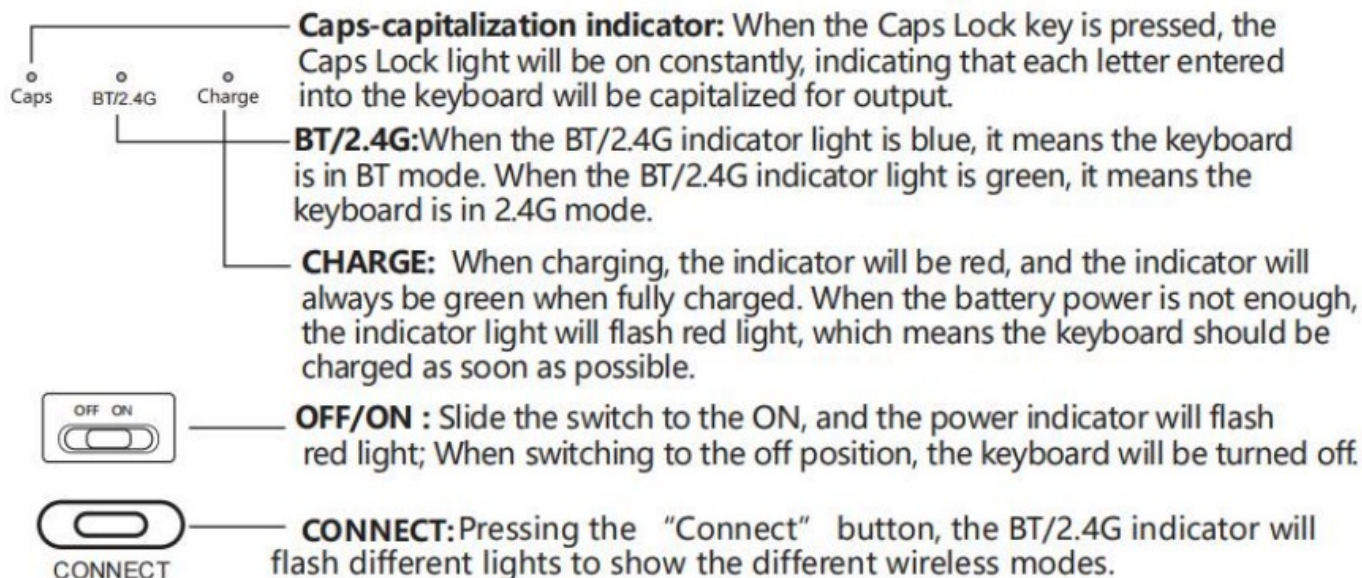 Caps-capitalization indicator: When the Caps Lock key is pressed, the
Caps Lock light will be on constantly, indicating that each letter entered
into the keyboard will be capitalized for output.
Caps BT/2.4G Charge
BT/2.4G:When the BT/2.4G indicator light is blue, it means the keyboard
is in BT mode. When the BT/2.4G indicator light is green, it means the
keyboard is in 2.4G mode.
CHARGE: When charging, the indicator will be red, and the indicator will
always be green when fully charged. When the battery power is not enough,
the indicator light will flash red light, which means the keyboard should be
charged as soon as possible.
OFF ON
OFF/ON : Slide the switch to the ON, and the power indicator will flash
red light; When switching to the off position, the keyboard will be turned off.
CONNECT:Pressing the “Connect” button, the BT/2.4G indicator will
flash different lights to show the different wireless modes.
CONNECT